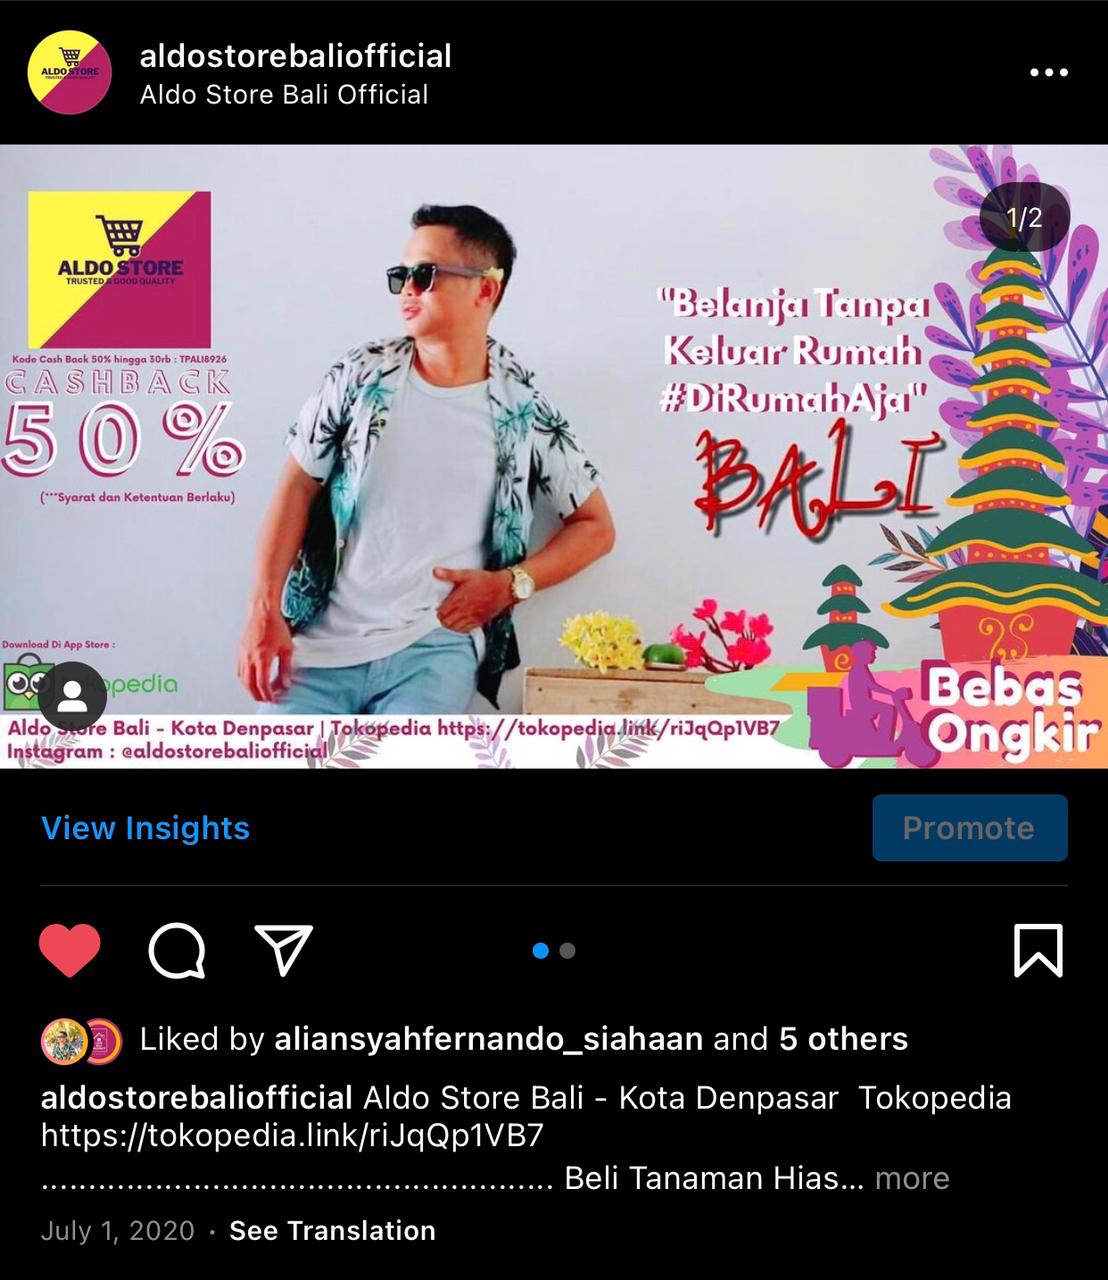 aldostorebaliofficial
Aldo Store Bali Official
1/2
ALDO STORE
TRUSTED & GOOD QUALITY
Kode Cash Back 50% hingga 30rb : TPALI8926
CASHBACK
50%
(***Syarat dan Ketentuan Berlaku)
"Belanja Tanpa
Keluar Rumah
#DiRumahAja"
BALI
Download Di App Store :
Bebas
Ongkir
Aldo Store Bali - Kota Denpasar | Tokopedia https://tokopedia.link/riJqQp1VB7
Instagram : @aldostorebaliofficial
View Insights
Promote
Liked by aliansyahfernando_siahaan and 5 others
aldostorebaliofficial Aldo Store Bali - Kota Denpasar Tokopedia
https://tokopedia.link/riJqQp1VB7
...................................................... Beli Tanaman Hias... more
July 1, 2020 · See Translation